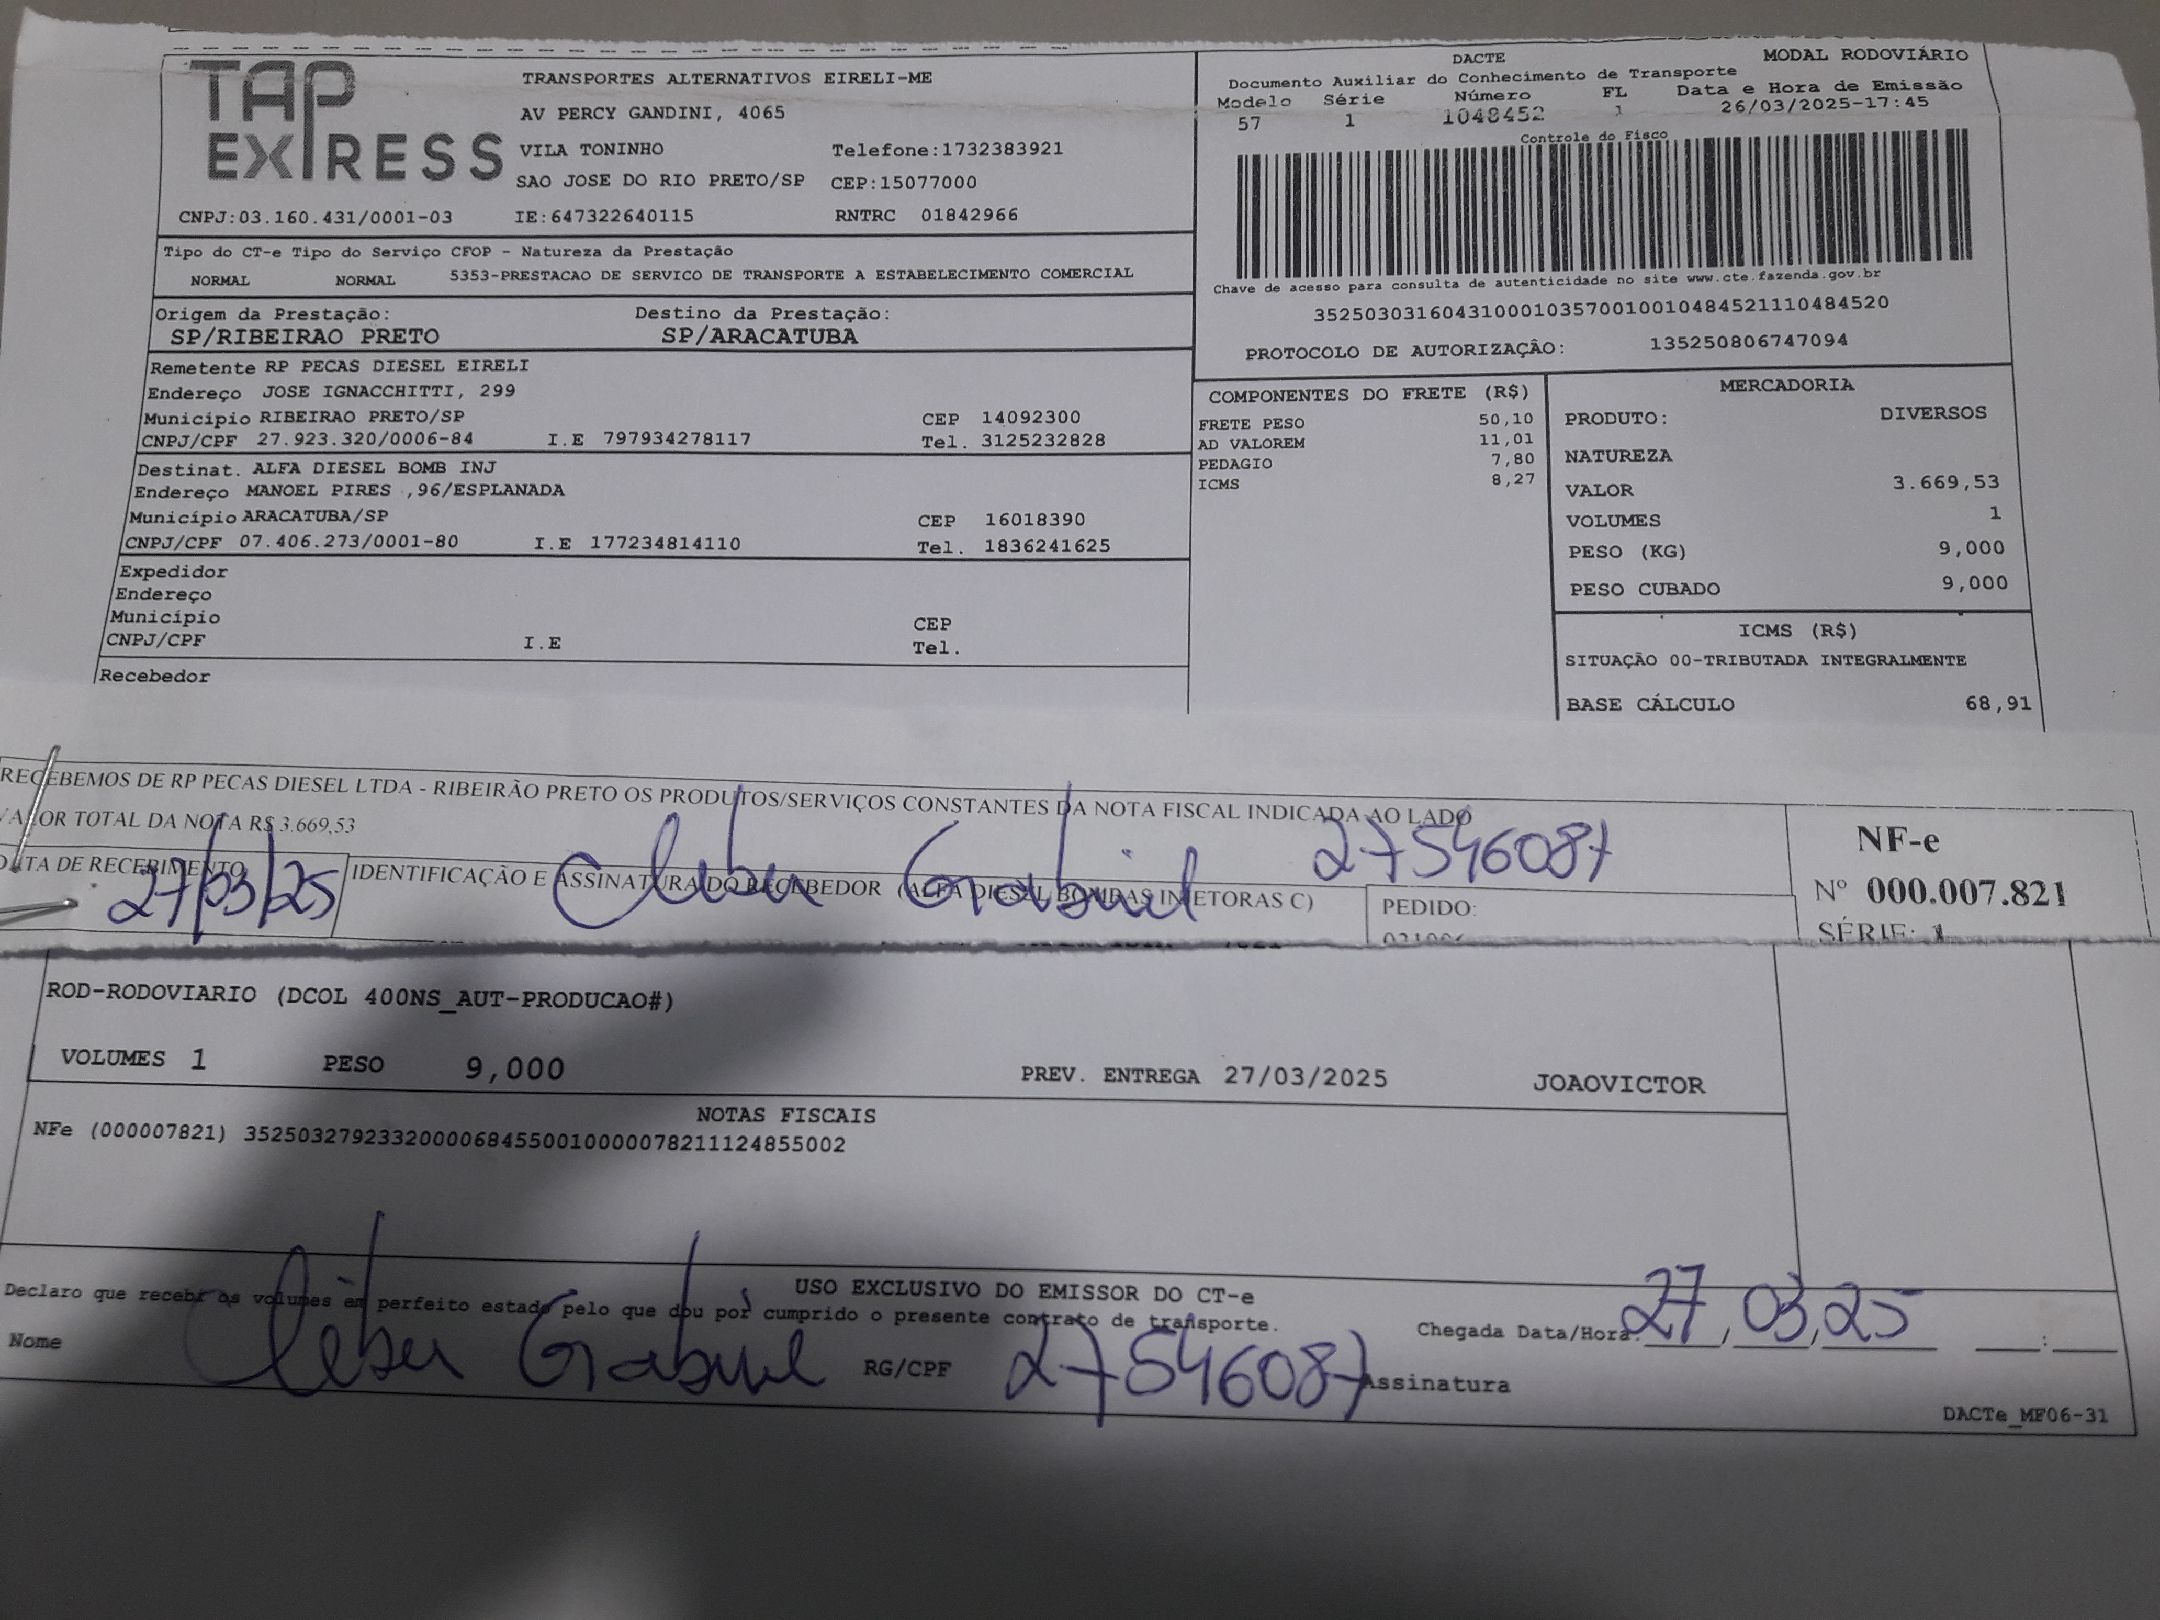 TAP EXPRESS
TRANSPORTES ALTERNATIVOS EIRELI-ME
AV PERCY GANDINI, 4065
VILA TONINHO Telefone:1732383921
SAO JOSE DO RIO PRETO/SP CEP:15077000
CNPJ:03.160.431/0001-03 IE:647322640115 RNTRC 01842966
Tipo do CT-e Tipo do Serviço CFOP - Natureza da Prestação
NORMAL NORMAL 5353-PRESTACAO DE SERVICO DE TRANSPORTE A ESTABELECIMENTO COMERCIAL
Origem da Prestação: Destino da Prestação:
SP/RIBEIRAO PRETO SP/ARACATUBA
Remetente RP PECAS DIESEL EIRELI
Endereço JOSE IGNACCHITTI, 299
Município RIBEIRAO PRETO/SP CEP 14092300
CNPJ/CPF 27.923.320/0006-84 I.E 797934278117 Tel. 3125232828
Destinat. ALFA DIESEL BOMB INJ
Endereço MANOEL PIRES ,96/ESPLANADA
Município ARACATUBA/SP CEP 16018390
CNPJ/CPF 07.406.273/0001-80 I.E 177234814110 Tel. 1836241625
Expedidor
Endereço
Município CEP
CNPJ/CPF I.E Tel.
Recebedor
DACTE MODAL RODOVIÁRIO
Documento Auxiliar do Conhecimento de Transporte
Modelo Série Número FL Data e Hora de Emissão
57 1 1048452 1 26/03/2025-17:45
Controle do Fisco
Chave de acesso para consulta de autenticidade no site www.cte.fazenda.gov.br
35250303160431000103570010010484521110484520
PROTOCOLO DE AUTORIZAÇÃO: 135250806747094
COMPONENTES DO FRETE (R$)
FRETE PESO 50,10
AD VALOREM 11,01
PEDAGIO 7,80
ICMS 8,27
MERCADORIA
PRODUTO: DIVERSOS
NATUREZA
VALOR 3.669,53
VOLUMES 1
PESO (KG) 9,000
PESO CUBADO 9,000
ICMS (R$)
SITUAÇÃO 00-TRIBUTADA INTEGRALMENTE
BASE CÁLCULO 68,91
RECEBEMOS DE RP PECAS DIESEL LTDA - RIBEIRÃO PRETO OS PRODUTOS/SERVIÇOS CONSTANTES DA NOTA FISCAL INDICADA AO LADO
VALOR TOTAL DA NOTA R$ 3.669,53
DATA DE RECEBIMENTO IDENTIFICAÇÃO E ASSINATURA DO RECEBEDOR (ALFA DIESEL BOMBAS INJETORAS C)
27/03/25 Cleber Gabriel 27546087
PEDIDO:
NF-e
Nº 000.007.821
SÉRIE: 1
ROD-RODOVIARIO (DCOL 400NS_AUT-PRODUCAO#)
VOLUMES 1 PESO 9,000 PREV. ENTREGA 27/03/2025 JOAOVICTOR
NOTAS FISCAIS
NFe (000007821) 35250327923320000684550010000078211124855002
USO EXCLUSIVO DO EMISSOR DO CT-e
Declaro que recebi os volumes em perfeito estado pelo que dou por cumprido o presente contrato de transporte.
Chegada Data/Hora: 27/03/25 :
Nome Cleber Gabriel RG/CPF 27546087 Assinatura
DACTe_MF06-31